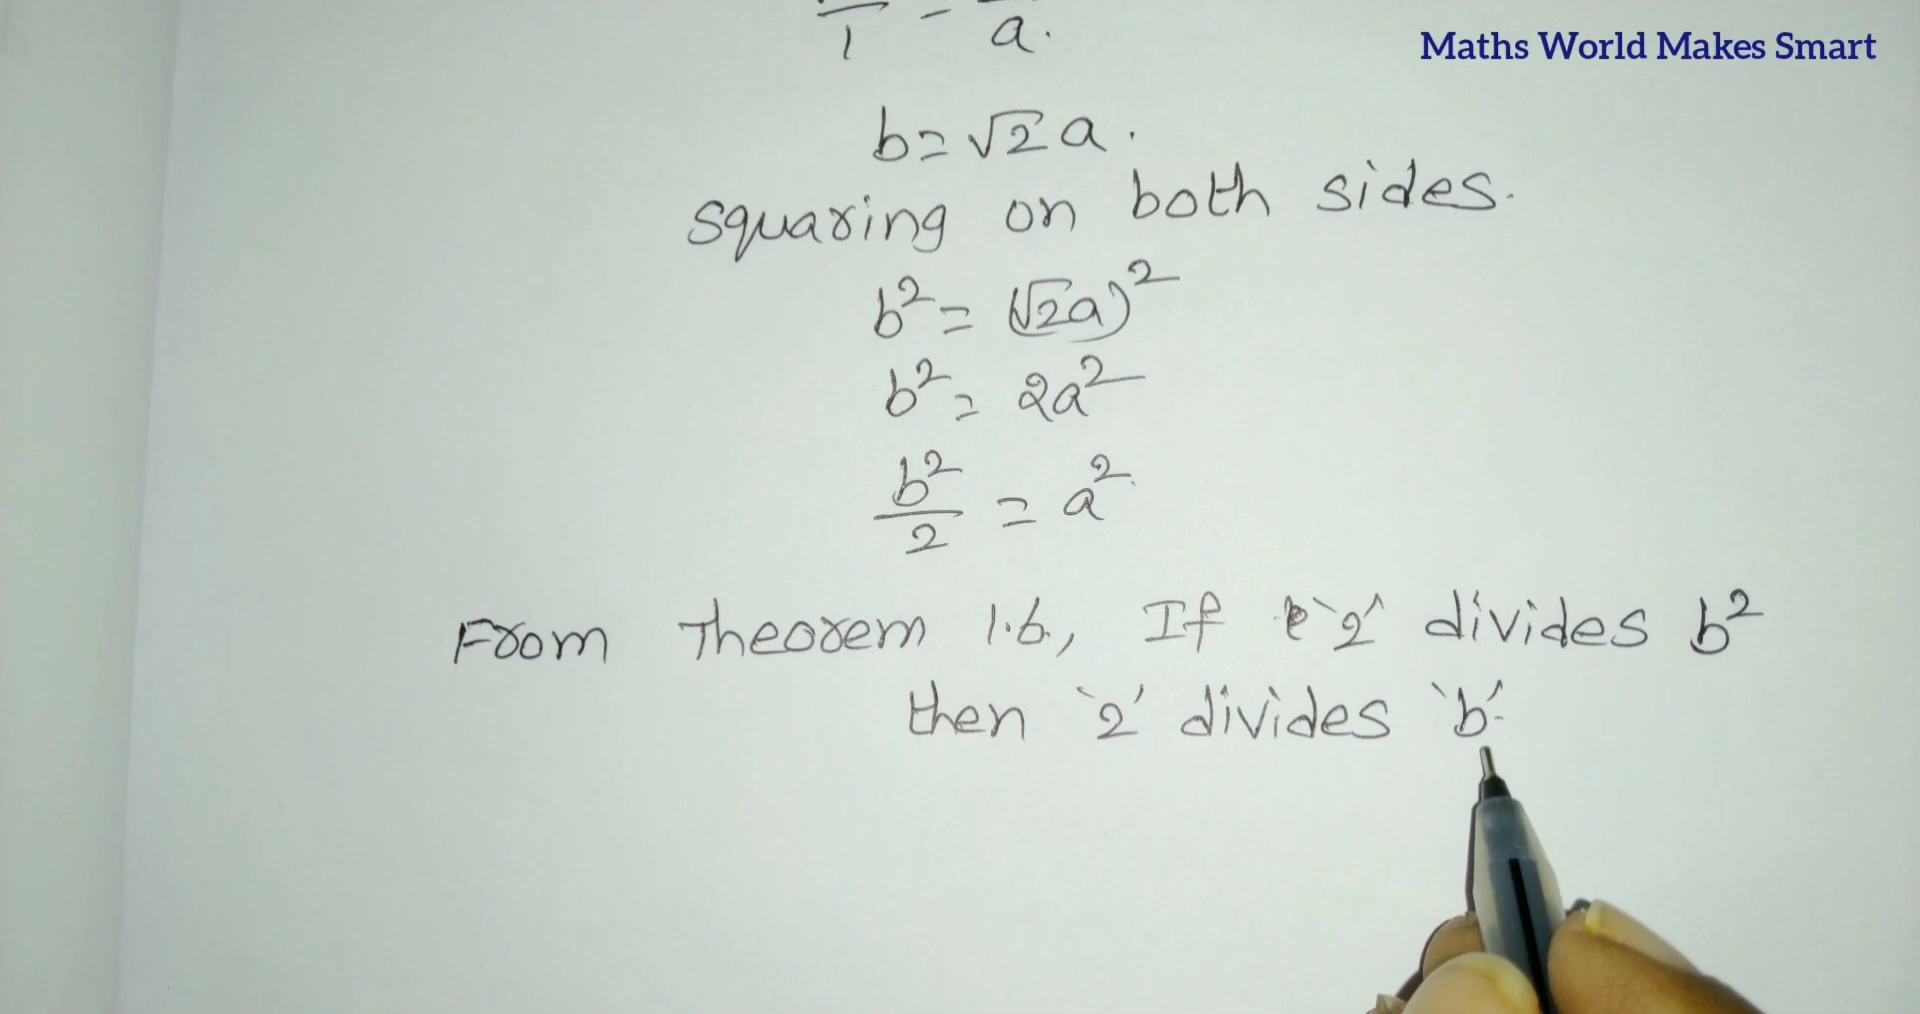 Maths World Makes Smart
1 = a.
b = √2 a.
squaring on both sides.
b² = (√2a)²
b² = 2a²
b²/2 = a²
From Theorem 1.6, If '2' divides b²
then '2' divides 'b'.